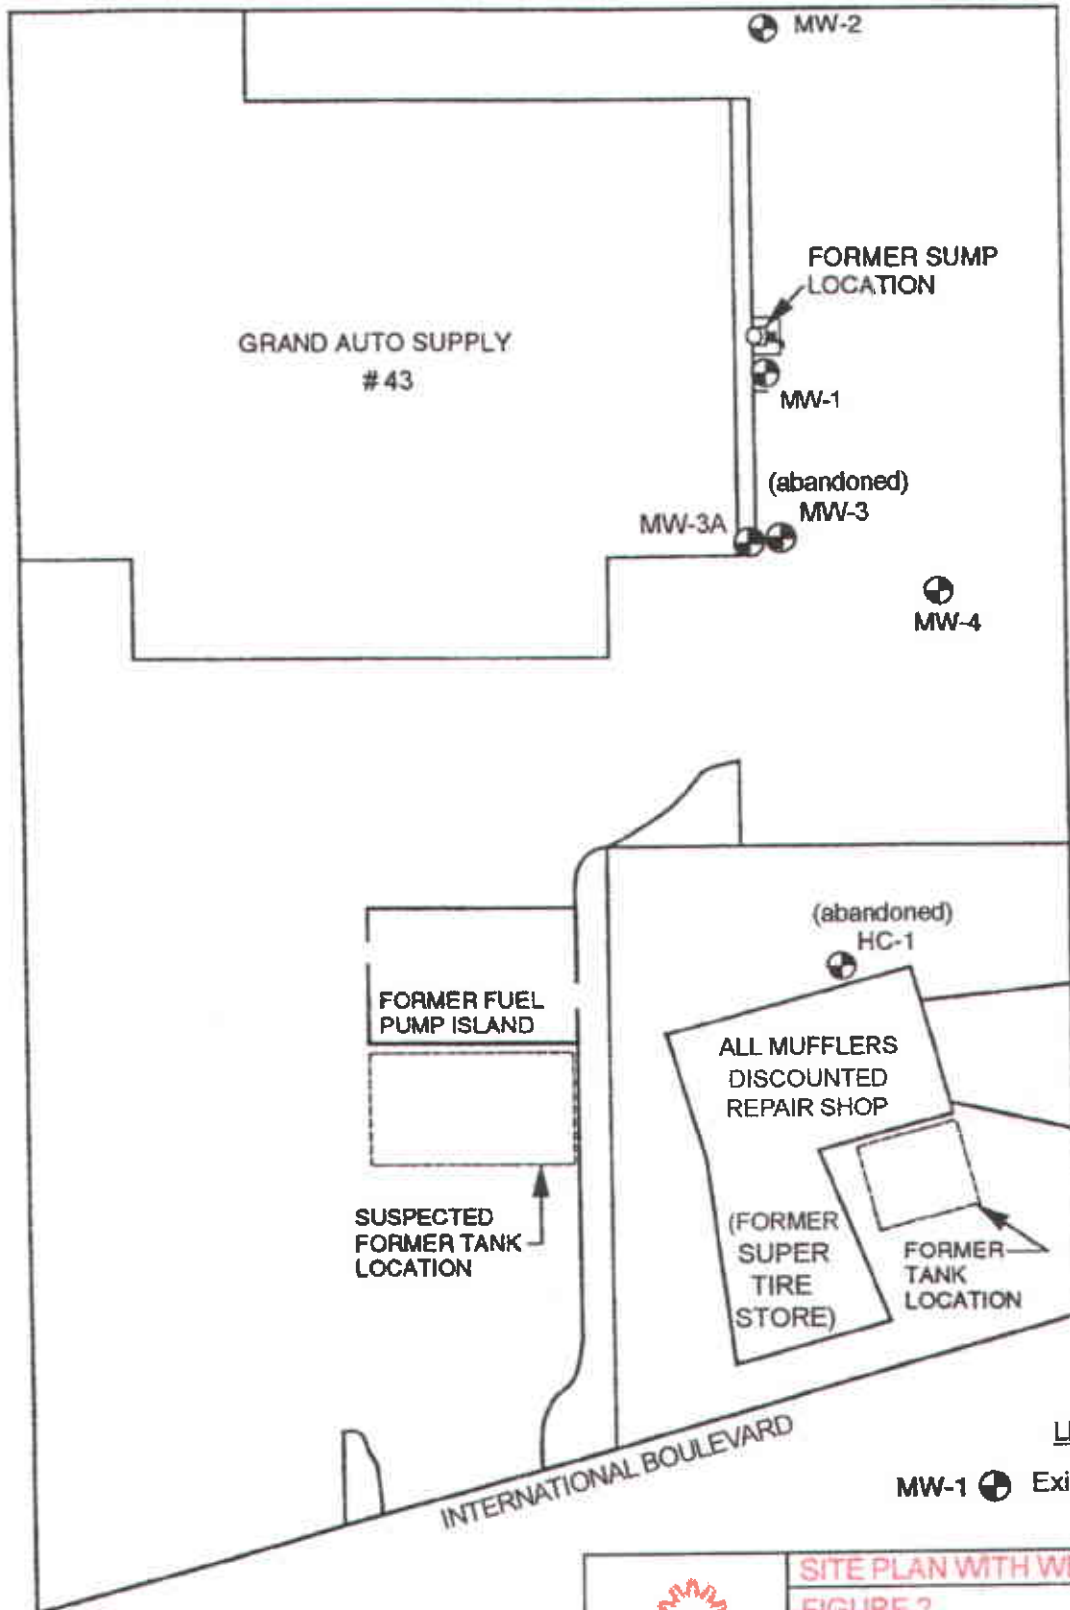 MW-2
FORMER SUMP
LOCATION
GRAND AUTO SUPPLY
# 43
MW-1
(abandoned)
MW-3
MW-3A
MW-4
(abandoned)
HC-1
FORMER FUEL
PUMP ISLAND
ALL MUFFLERS
DISCOUNTED
REPAIR SHOP
SUSPECTED
FORMER TANK
LOCATION
(FORMER
SUPER
TIRE
STORE)
FORMER
TANK
LOCATION
INTERNATIONAL BOULEVARD
MW-1
SITE PLAN WITH
FIGURE 2